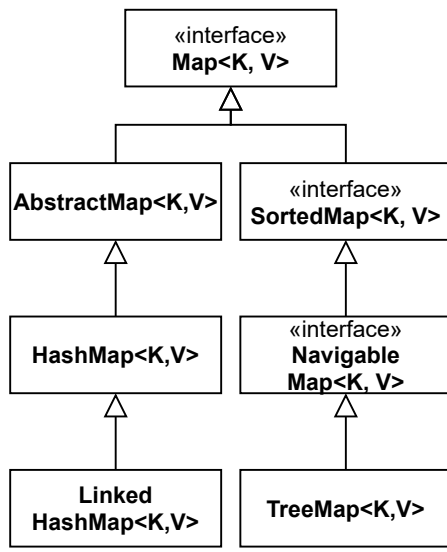 «interface»
Map<K, V>
AbstractMap<K,V>
«interface»
SortedMap<K, V>
HashMap<K,V>
«interface»
Navigable
Map<K, V>
Linked
HashMap<K,V>
TreeMap<K,V>